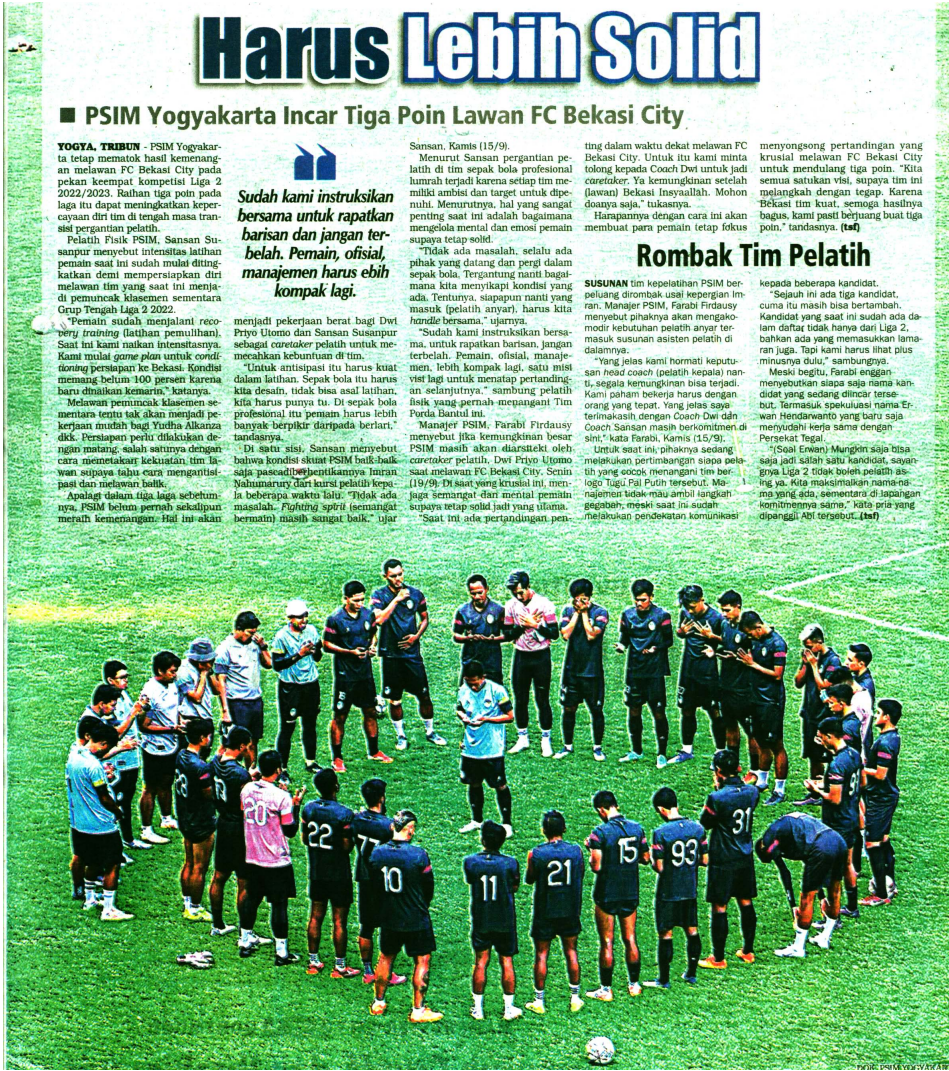 Harus Lebih Solid
■ PSIM Yogyakarta Incar Tiga Poin Lawan FC Bekasi City
YOGYA, TRIBUN - PSIM Yogyakar-
ta tetap mematok hasil kemenang-
an melawan FC Bekasi City pada
pekan keempat kompetisi Liga 2
2022/2023. Raihan tiga poin pada
laga itu dapat meningkatkan keper-
cayaan diri tim di tengah masa tran-
sisi pergantian pelatih.
Pelatih Fisik PSIM, Sansan Su-
sanpur menyebut intensitas latihan
pemain saat ini sudah mulai diting-
katkan demi mempersiapkan diri
melawan tim yang saat ini menja-
di pemuncak klasemen sementara
Grup Tengah Liga 2 2022.
"Pemain sudah menjalani reco-
very training (latihan pemulihan).
Saat ini kami naikan intensitasnya.
Kami mulai game plan untuk condi-
tioning persiapan ke Bekasi. Kondisi
memang belum 100 persen karena
baru dinaikan kemarin," katanya.
Melawan pemuncak klasemen se-
mentara tentu tak akan menjadi pe-
kerjaan mudah bagi Yudha Alkanza
dkk. Persiapan perlu dilakukan de-
ngan matang, salah satunya dengan
cara memetakan kekuatan tim la-
wan supaya tahu cara mengantisi-
pasi dan melawan balik.
Apalagi dalam tiga laga sebelum-
nya, PSIM belum pernah sekalipun
meraih kemenangan. Hal ini akan
Sudah kami instruksikan
bersama untuk rapatkan
barisan dan jangan ter-
belah. Pemain, ofisial,
manajemen harus ebih
kompak lagi.
menjadi pekerjaan berat bagi Dwi
Priyo Utomo dan Sansan Susanpur
sebagai caretaker pelatih untuk me-
mecahkan kebuntuan di tim.
"Untuk antisipasi itu harus kuat
dalam latihan. Sepak bola itu harus
kita desain, tidak bisa asal latihan,
kita harus punya tu. Di sepak bola
profesional itu pemain harus lebih
banyak berpikir daripada berlari,"
tandasnya.
Di satu sisi, Sansan menyebut
bahwa kondisi skuat PSIM baik-baik
saja pascadiberhentikannya Imran
Nahumarury dari kursi pelatih kepa-
la beberapa waktu lalu. "Tidak ada
masalah. Fighting spirit (semangat
bermain) masih sangat baik," ujar
Sansan, Kamis (15/9).
Menurut Sansan pergantian pe-
latih di tim sepak bola profesional
lumrah terjadi karena setiap tim me-
miliki ambisi dan target untuk dipe-
nuhi. Menurutnya, hal yang sangat
penting saat ini adalah bagaimana
mengelola mental dan emosi pemain
supaya tetap solid.
"Tidak ada masalah, selalu ada
pihak yang datang dan pergi dalam
sepak bola. Tergantung nanti bagai-
mana kita menyikapi kondisi yang
ada. Tentunya, siapapun nanti yang
masuk (pelatih anyar), harus kita
handle bersama," ujarnya.
"Sudah kami instruksikan bersa-
ma, untuk rapatkan barisan, jangan
terbelah. Pemain, ofisial, manaje-
men, lebih kompak lagi, satu misi
visi lagi untuk menatap pertanding-
an selanjutnya," sambung pelatih
fisik yang pernah mepangani Tim
Porda Bantul ini.
Manajer PSIM, Farabi Firdausy
menyebut jika kemungkinan besar
PSIM masih akan diarsiteki oleh
caretaker pelatih, Dwi Priyo Utomo
saat melawan FC Bekasi City, Senin
(19/9). Di saat yang krusial ini, men-
jaga semangat dan mental pemain
supaya tetap solid jadi yang utama.
"Saat ini ada pertandingan pen-
ting dalam waktu dekat melawan FC
Bekasi City. Untuk itu kami minta
tolong kepada Coach Dwi untuk jadi
caretaker. Ya kemungkinan setelah
(lawan) Bekasi Insyaallah. Mohon
doanya saja," tukasnya.
Harapannya dengan cara ini akan
membuat para pemain tetap fokus
menyongsong pertandingan yang
krusial melawan FC Bekasi City
untuk mendulang tiga poin. "Kita
semua satukan visi, supaya tim ini
melangkah dengan tegap. Karena
Bekasi tim kuat, semoga hasilnya
bagus, kami pasti berjuang buat tiga
poin," tandasnya. (tsf)
Rombak Tim Pelatih
SUSUNAN tim kepelatihan PSIM ber-
peluang dirombak usai kepergian Im-
ran. Manajer PSIM, Farabi Firdausy
menyebut pihaknya akan mengako-
modir kebutuhan pelatih anyar ter-
masuk susunan asisten pelatih di
dalamnya.
"Yang jelas kami hormati keputu-
san head coach (pelatih kepala) na-
nti, segala kemungkinan bisa terjadi.
Kami paham bekerja harus dengan
orang yang tepat. Yang jelas saya
terimakasih dengan Coach Dwi dan
Coach Sansan masih berkomitmen di
sini," kata Farabi, Kamis (15/9).
Untuk saat ini, pihaknya sedang
melakukan pertimbangan siapa pela-
tih yang cocok menangani tim ber-
logo Tugu Pal Putih tersebut. Ma-
najemen tidak mau ambil langkah
gegabah, meski saat ini sudah
melakukan pendekatan komunikasi
kepada beberapa kandidat.
"Sejauh ini ada tiga kandidat,
cuma itu masih bisa bertambah.
Kandidat yang saat ini sudah ada da-
lam daftar tidak hanya dari Liga 2,
bahkan ada yang memasukkan lama-
ran juga. Tapi kami harus lihat plus
minusnya dulu," sambungnya.
Meski begitu, Farabi enggan
menyebutkan siapa saja nama kan-
didat yang sedang diincar terse-
but. Termasuk spekuluasi nama Er-
wan Hendarwanto yang baru saja
menyudahi kerja sama dengan
Persekat Tegal.
"(Soal Erwan) Mungkin saja bisa
saja jadi salah satu kandidat, sayan-
gnya Liga 2 tidak boleh pelatih as-
ing ya. Kita maksimalkan nama-na-
ma yang ada, sementara di lapangan
komitmennya sama," kata pria yang
dipanggil Abi tersebut. (tsf)
20
22
77
10
11
21
15
93
31
DOK. PSIM YOGYAKARTA